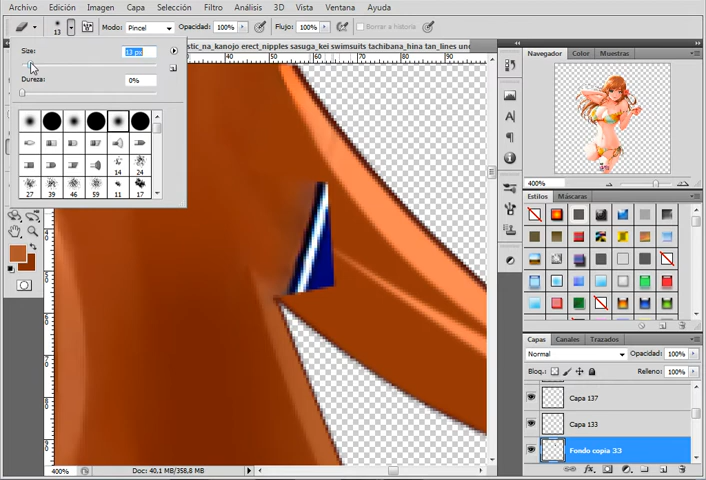 Archivo Edición Imagen Capa Selección Filtro Análisis 3D Vista Ventana Ayuda
13 Modo: Pincel Opacidad: 100% Flujo: 100% Borrar a historia
stic_na_kanojo erect_nipples sasuga_kei swimsuits tachibana_hina tan_lines und
Size: 13 px
Dureza: 0%
14 24
27 39 46 59 11 17
400% Doc: 40,1 MB/358,8 MB
Navegador Color Muestras
400%
Estilos Máscaras
Capas Canales Trazados
Normal Opacidad: 100%
Bloq.: Relleno: 100%
Capa 137
Capa 133
Fondo copia 33